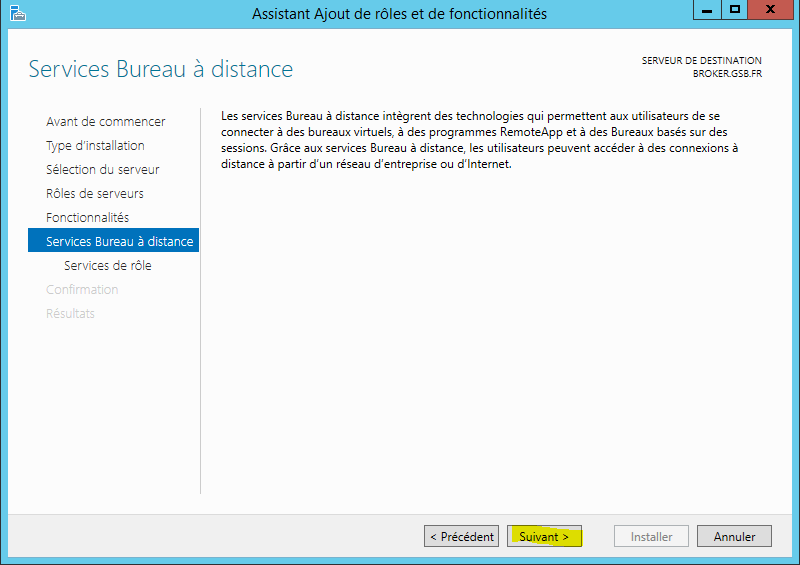 Assistant Ajout de rôles et de fonctionnalités
Services Bureau à distance
SERVEUR DE DESTINATION
BROKER.GSB.FR
Avant de commencer
Type d'installation
Sélection du serveur
Rôles de serveurs
Fonctionnalités
Services Bureau à distance
Services de rôle
Confirmation
Résultats
Les services Bureau à distance intègrent des technologies qui permettent aux utilisateurs de se
connecter à des bureaux virtuels, à des programmes RemoteApp et à des Bureaux basés sur des
sessions. Grâce aux services Bureau à distance, les utilisateurs peuvent accéder à des connexions à
distance à partir d'un réseau d'entreprise ou d'Internet.
< Précédent
Suivant >
Installer
Annuler